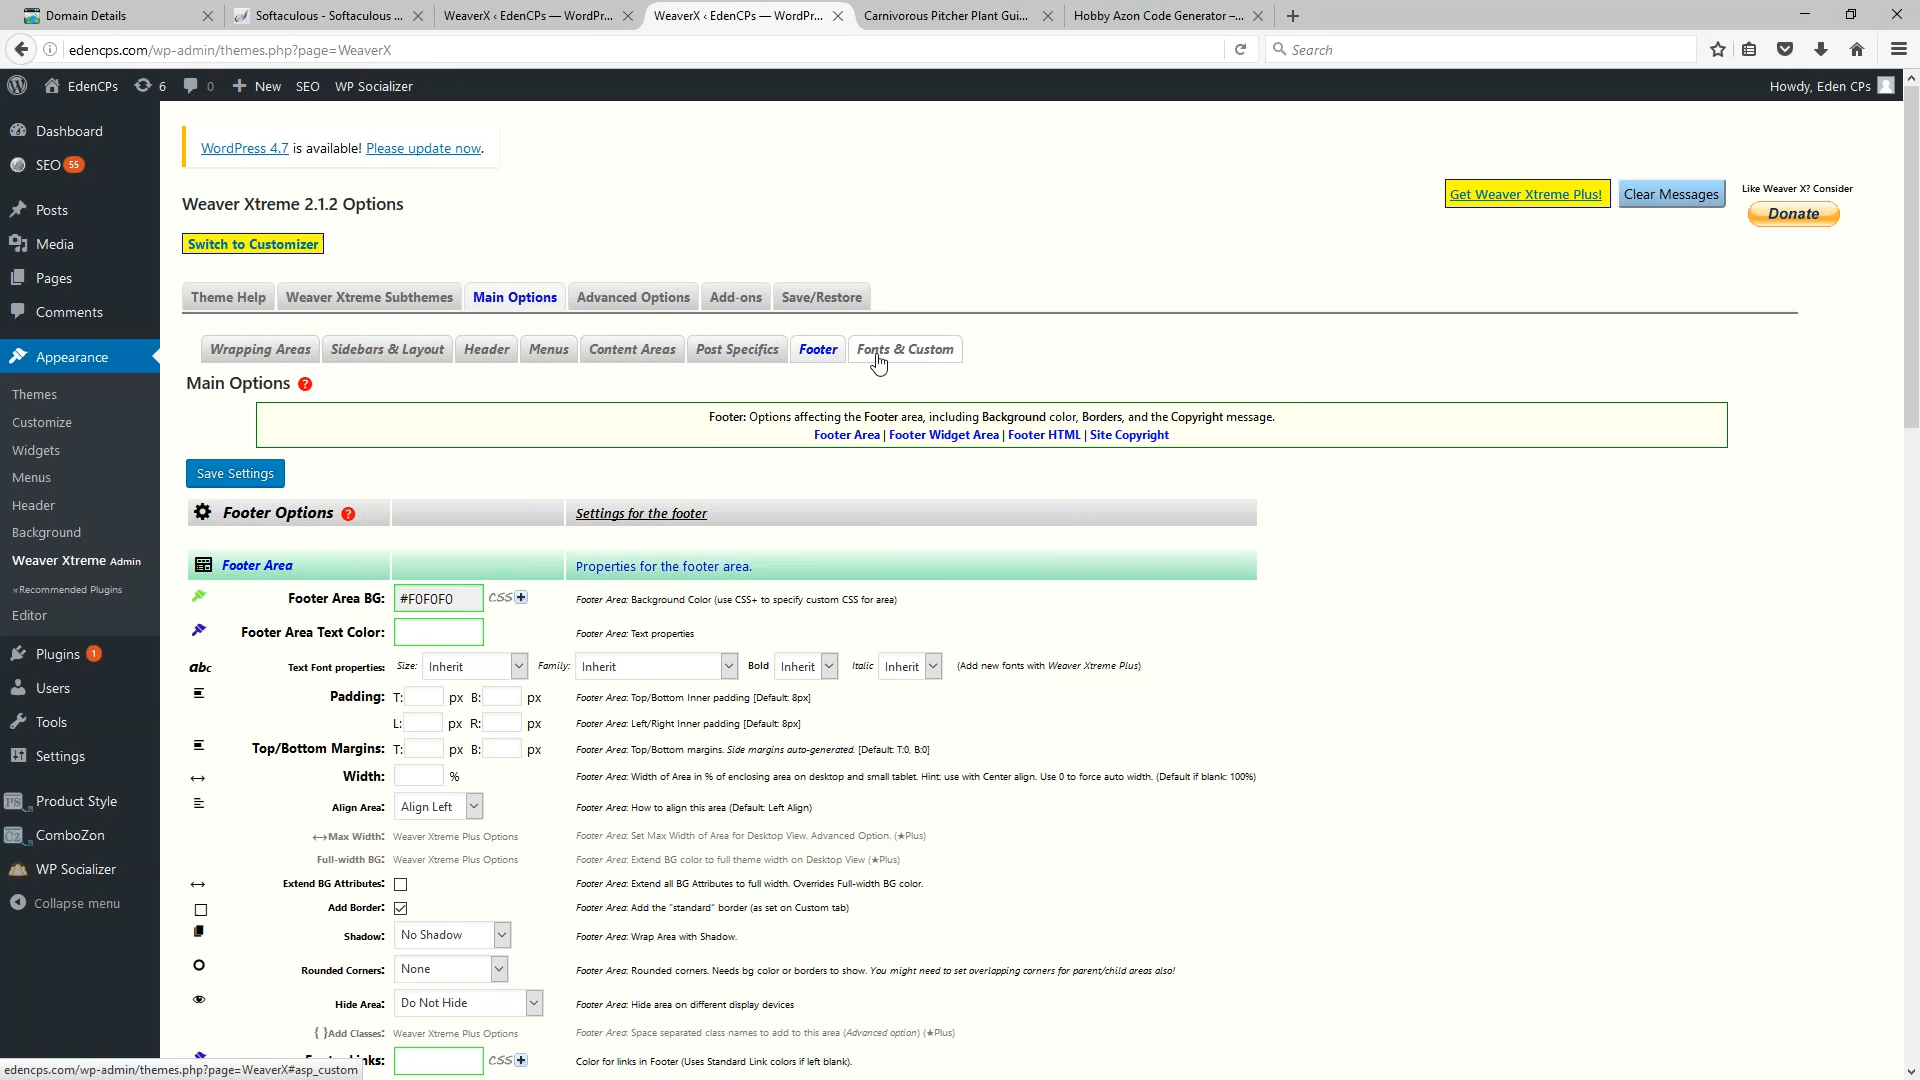 Domain Details
Softaculous - Softaculous ...
WeaverX ‹ EdenCPs — WordPr...
WeaverX ‹ EdenCPs — WordPr...
Carnivorous Pitcher Plant Gui...
Hobby Azon Code Generator –...
edencps.com/wp-admin/themes.php?page=WeaverX
Search
EdenCPs 6 0 New SEO WP Socializer
Howdy, Eden CPs
Dashboard
SEO 55
Posts
Media
Pages
Comments
Appearance
Themes
Customize
Widgets
Menus
Header
Background
Weaver Xtreme Admin
×Recommended Plugins
Editor
Plugins 1
Users
Tools
Settings
Product Style
ComboZon
WP Socializer
Collapse menu
WordPress 4.7 is available! Please update now.
Weaver Xtreme 2.1.2 Options
Get Weaver Xtreme Plus!
Clear Messages
Like Weaver X? Consider
Donate
Switch to Customizer
Theme Help Weaver Xtreme Subthemes Main Options Advanced Options Add-ons Save/Restore
Wrapping Areas Sidebars & Layout Header Menus Content Areas Post Specifics Footer Fonts & Custom
Main Options ?
Footer: Options affecting the Footer area, including Background color, Borders, and the Copyright message.
Footer Area | Footer Widget Area | Footer HTML | Site Copyright
Save Settings
Footer Options ? Settings for the footer
Footer Area Properties for the footer area.
Footer Area BG: #F0F0F0 CSS+ Footer Area: Background Color (use CSS+ to specify custom CSS for area)
Footer Area Text Color: Footer Area: Text properties
abc Text Font properties: Size: Inherit Family: Inherit Bold Inherit Italic Inherit (Add new fonts with Weaver Xtreme Plus)
Padding: T: px B: px Footer Area: Top/Bottom Inner padding [Default: 8px]
L: px R: px Footer Area: Left/Right Inner padding [Default: 8px]
Top/Bottom Margins: T: px B: px Footer Area: Top/Bottom margins. Side margins auto-generated. [Default: T:0, B:0]
Width: % Footer Area: Width of Area in % of enclosing area on desktop and small tablet. Hint: use with Center align. Use 0 to force auto width. (Default if blank: 100%)
Align Area: Align Left Footer Area: How to align this area (Default: Left Align)
Max Width: Weaver Xtreme Plus Options Footer Area: Set Max Width of Area for Desktop View. Advanced Option. (★Plus)
Full-width BG: Weaver Xtreme Plus Options Footer Area: Extend BG color to full theme width on Desktop View (★Plus)
Extend BG Attributes: Footer Area: Extend all BG Attributes to full width. Overrides Full-width BG color.
Add Border: Footer Area: Add the "standard" border (as set on Custom tab)
Shadow: No Shadow Footer Area: Wrap Area with Shadow.
Rounded Corners: None Footer Area: Rounded corners. Needs bg color or borders to show. You might need to set overlapping corners for parent/child areas also!
Hide Area: Do Not Hide Footer Area: Hide area on different display devices
{ }Add Classes: Weaver Xtreme Plus Options Footer Area: Space separated class names to add to this area (Advanced option) (★Plus)
CSS+ Color for links in Footer (Uses Standard Link colors if left blank).
edencps.com/wp-admin/themes.php?page=WeaverX#asp_custom